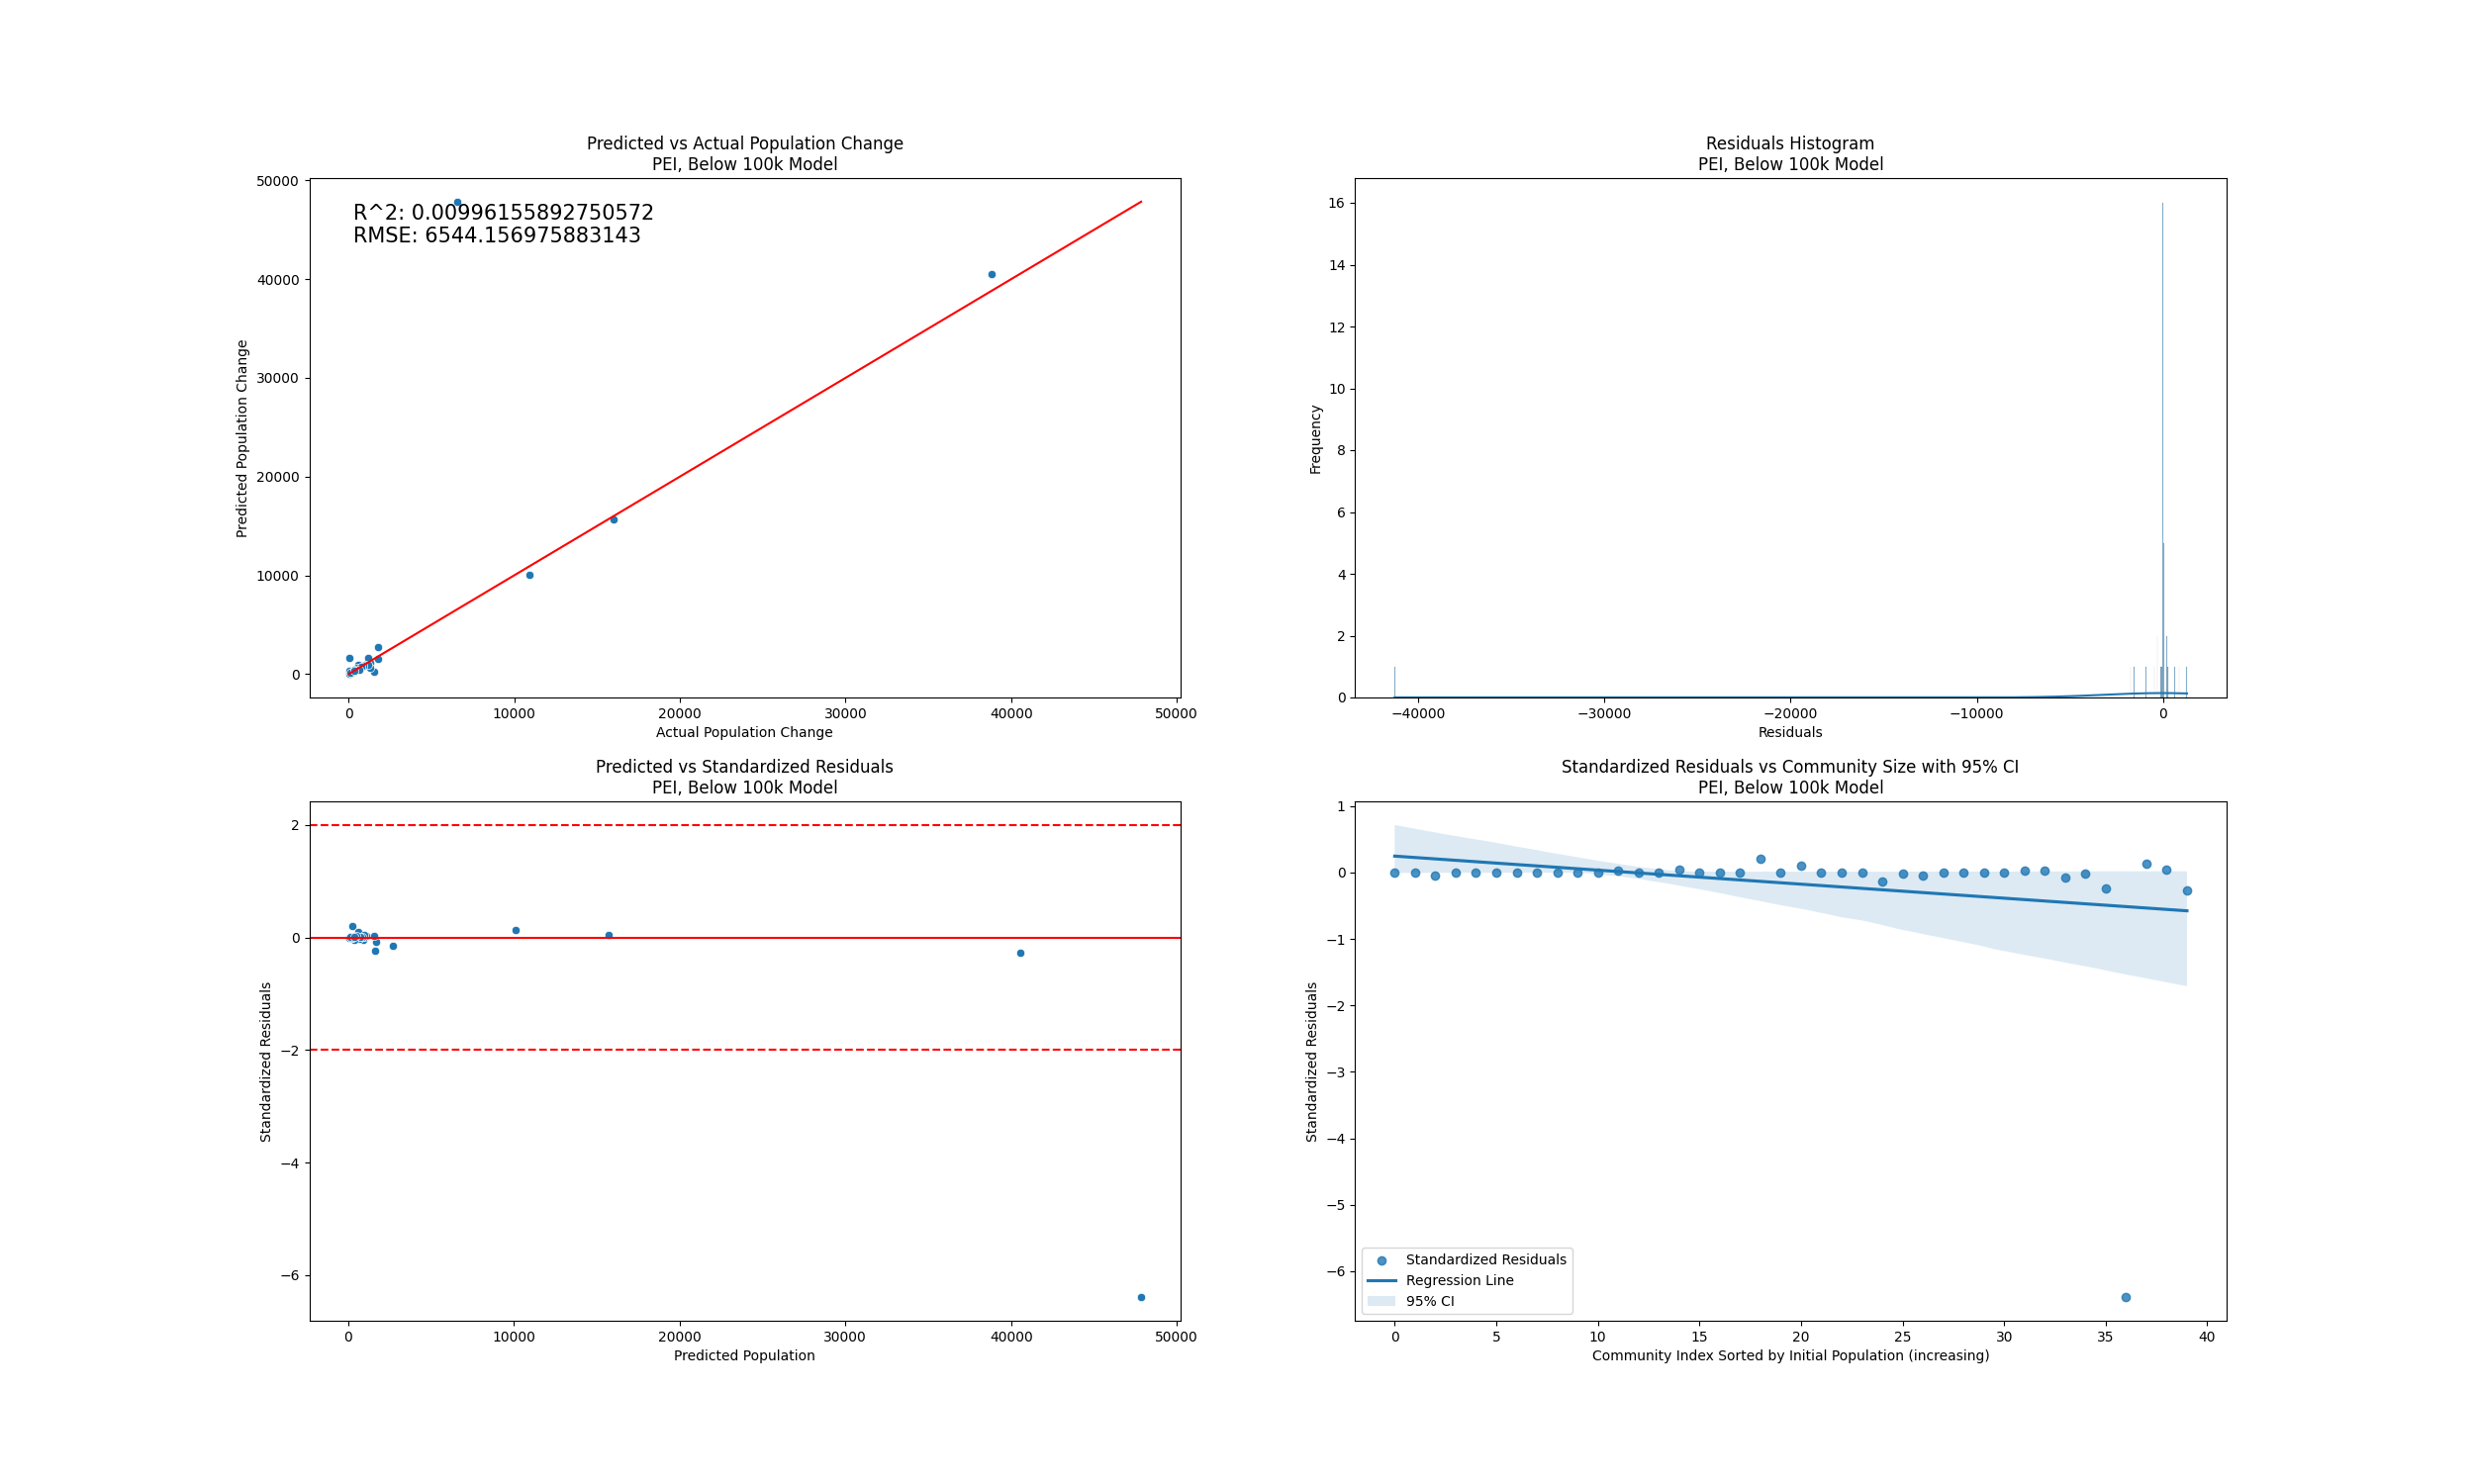 Predicted vs Actual Population Change
PEI, Below 100k Model
R^2: 0.00996155892750572
RMSE: 6544.156975883143
50000
40000
30000
20000
10000
0
Predicted Population Change
0
10000
20000
30000
40000
50000
Actual Population Change
Residuals Histogram
PEI, Below 100k Model
16
14
12
10
8
6
4
2
0
Frequency
−40000
−30000
−20000
−10000
0
Residuals
Predicted vs Standardized Residuals
PEI, Below 100k Model
2
0
−2
−4
−6
Standardized Residuals
0
10000
20000
30000
40000
50000
Predicted Population
Standardized Residuals vs Community Size with 95% CI
PEI, Below 100k Model
1
0
−1
−2
−3
−4
−5
−6
Standardized Residuals
Standardized Residuals
Regression Line
95% CI
0
5
10
15
20
25
30
35
40
Community Index Sorted by Initial Population (increasing)